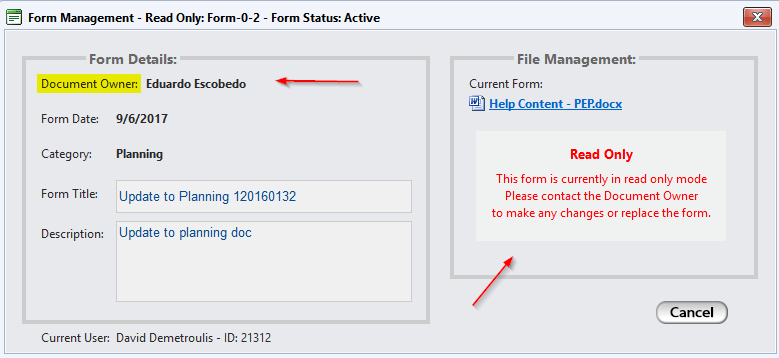 Form Management - Read Only: Form-0-2 - Form Status: Active
Form Details:
Document Owner: Eduardo Escobedo
Form Date: 9/6/2017
Category: Planning
Form Title: Update to Planning 120160132
Description: Update to planning doc
File Management:
Current Form:
Help Content - PEP.docx
Read Only
This form is currently in read only mode
Please contact the Document Owner
to make any changes or replace the form.
Cancel
Current User: David Demetroulis - ID: 21312